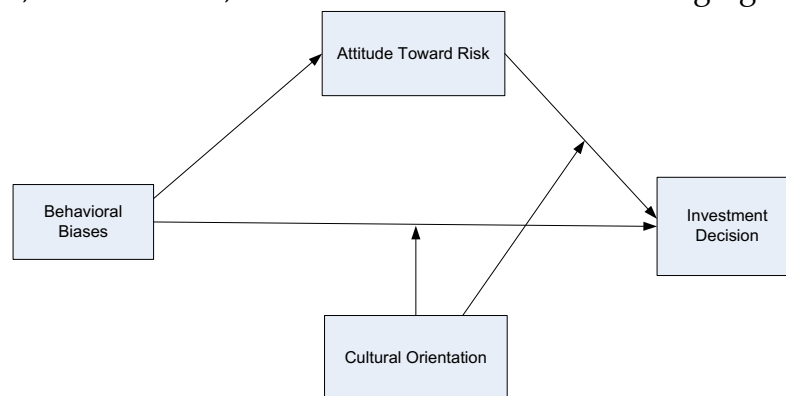 Attitude Toward Risk
Behavioral
Biases
Investment
Decision
Cultural Orientation